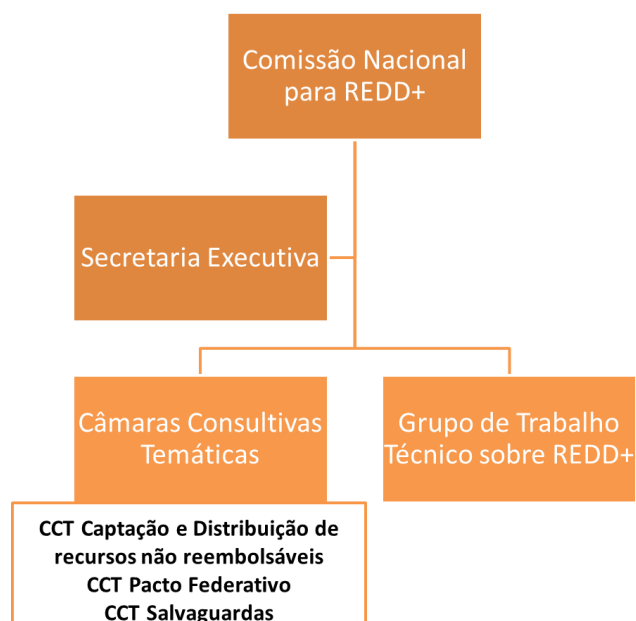 Comissão Nacional
para REDD+
Secretaria Executiva
Câmaras Consultivas
Temáticas
Grupo de Trabalho
Técnico sobre REDD+
CCT Captação e Distribuição de
recursos não reembolsáveis
CCT Pacto Federativo
CCT Salvaguardas